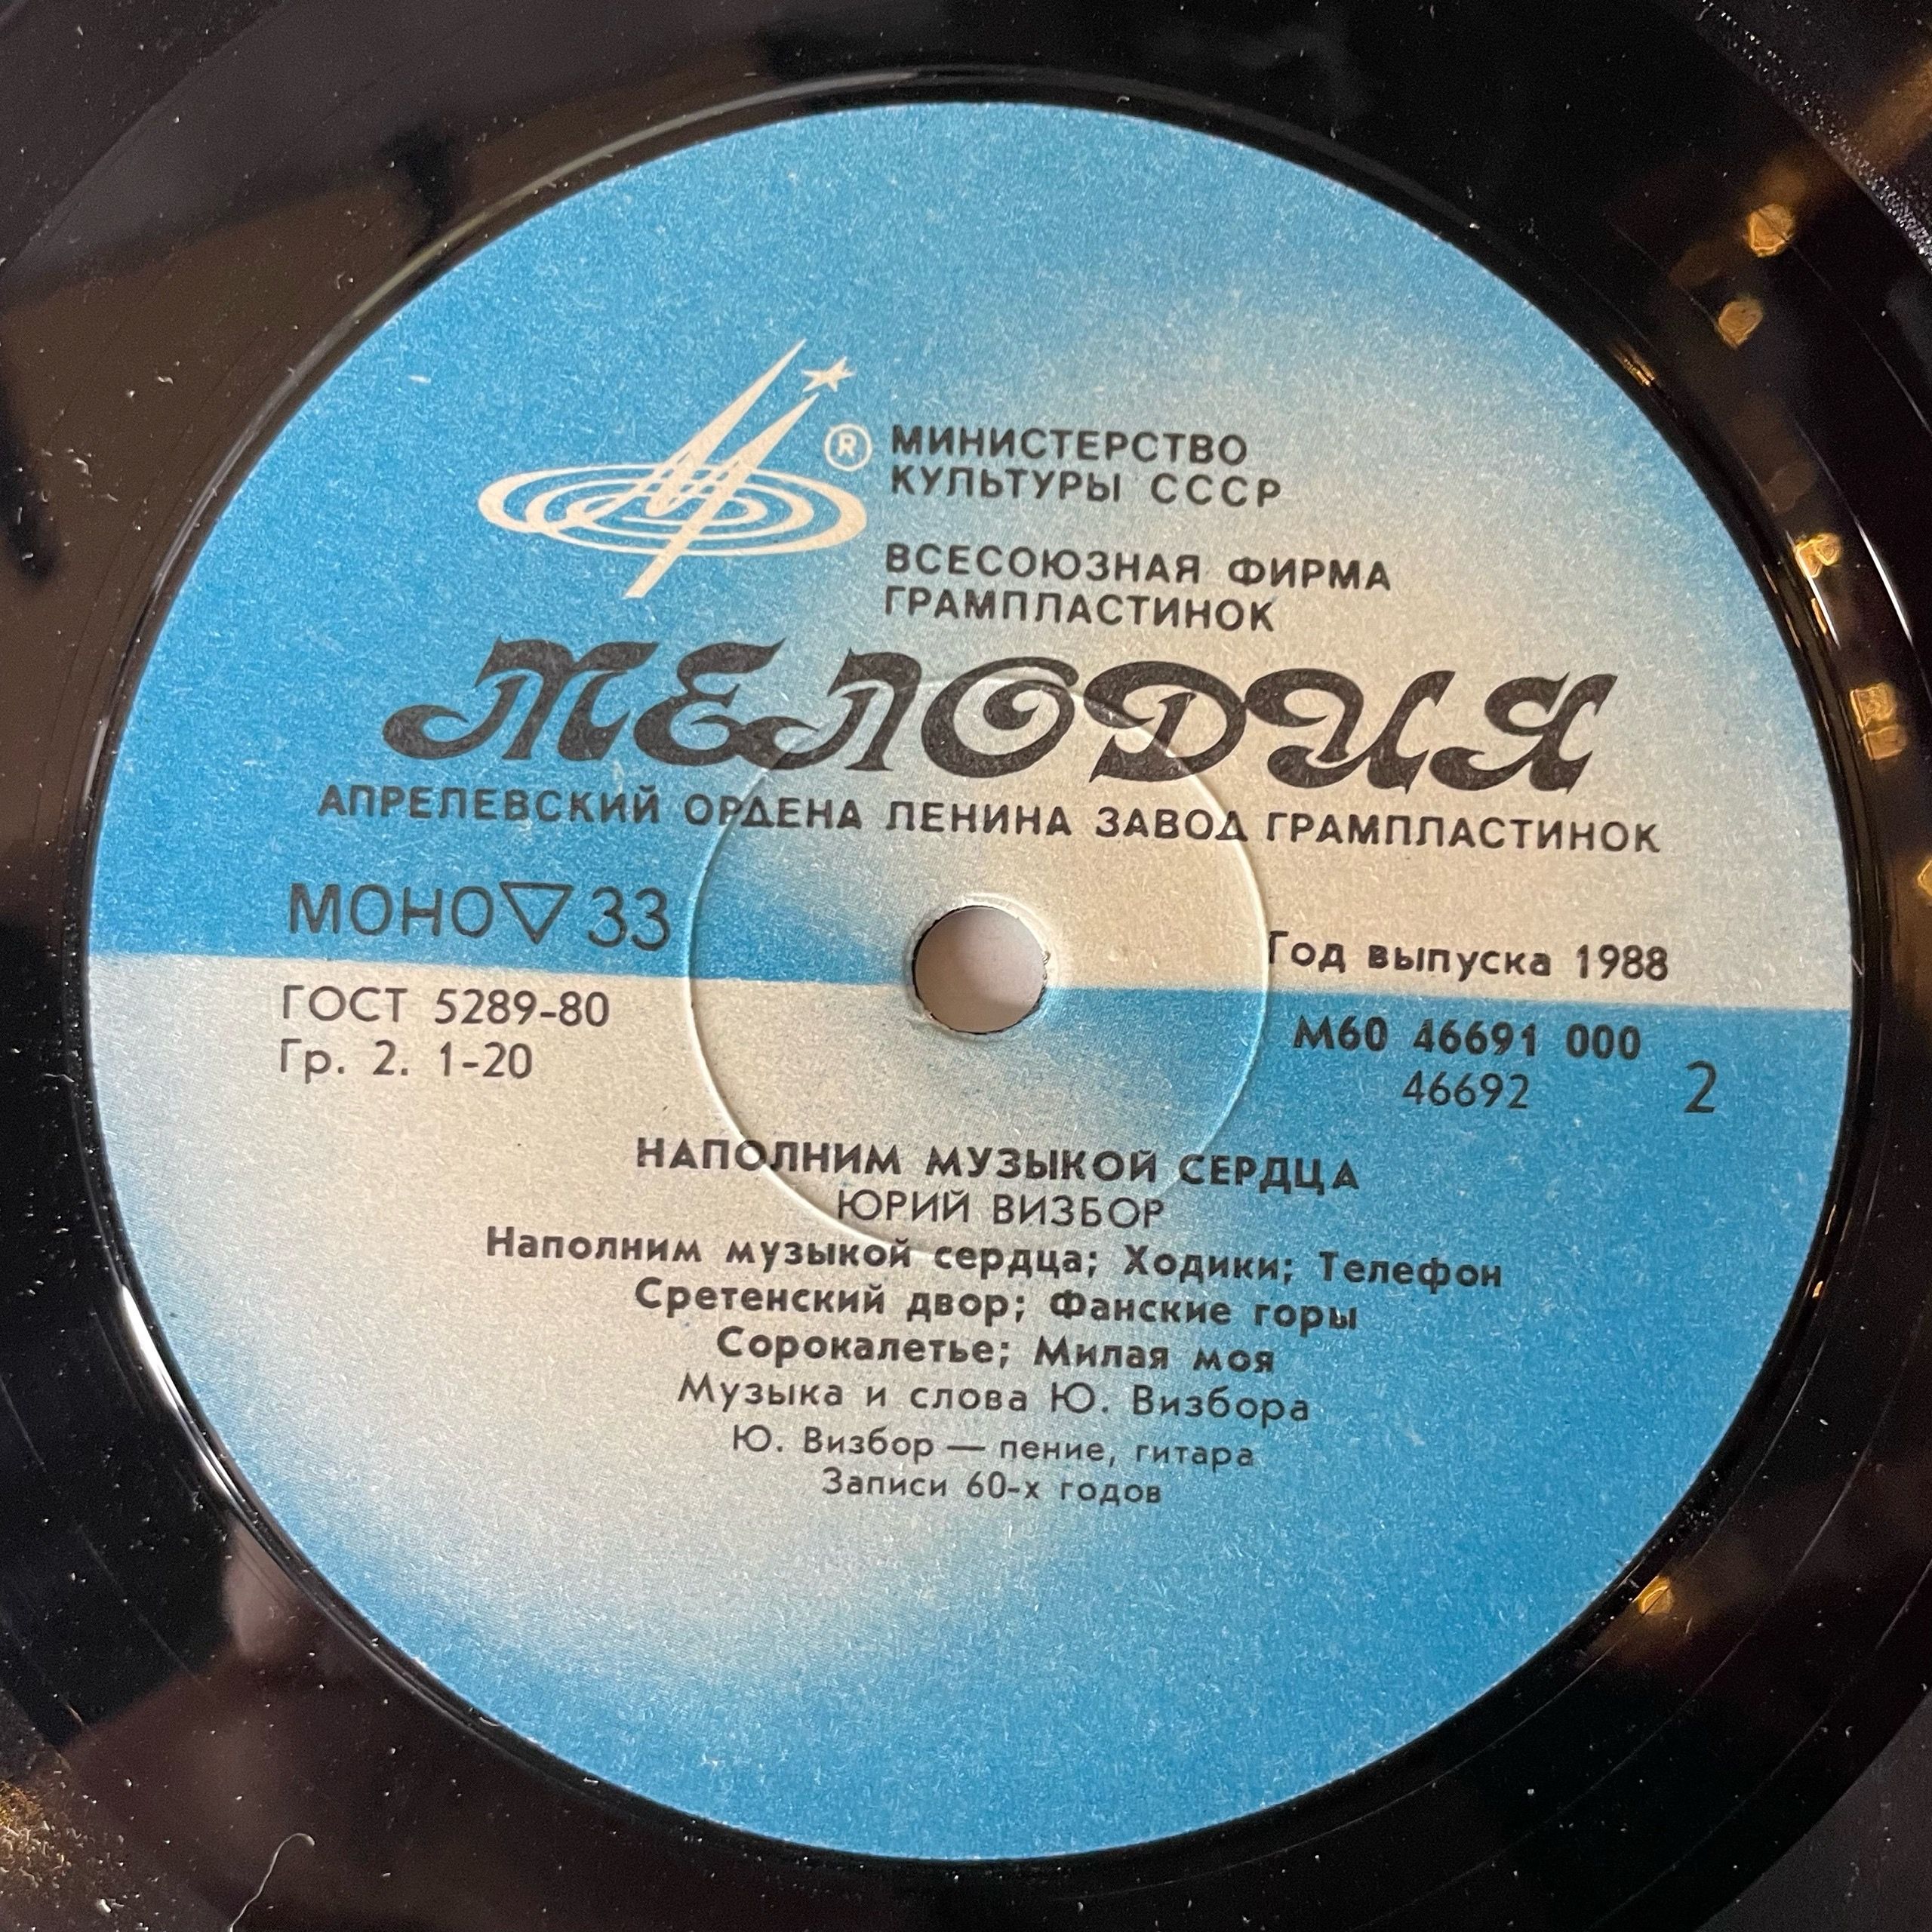 ®
МИНИСТЕРСТВО
КУЛЬТУРЫ СССР
ВСЕСОЮЗНАЯ ФИРМА
ГРАМПЛАСТИНОК
МЕЛОДИЯ
АПРЕЛЕВСКИЙ ОРДЕНА ЛЕНИНА ЗАВОД ГРАМПЛАСТИНОК
МОНО▽33
Год выпуска 1988
ГОСТ 5289-80
М60 46691 000
Гр. 2. 1-20
46692
2
НАПОЛНИМ МУЗЫКОЙ СЕРДЦА
ЮРИЙ ВИЗБОР
Наполним музыкой сердца; Ходики; Телефон
Сретенский двор; Фанские горы
Сорокалетье; Милая моя
Музыка и слова Ю. Визбора
Ю. Визбор — пение, гитара
Записи 60-х годов